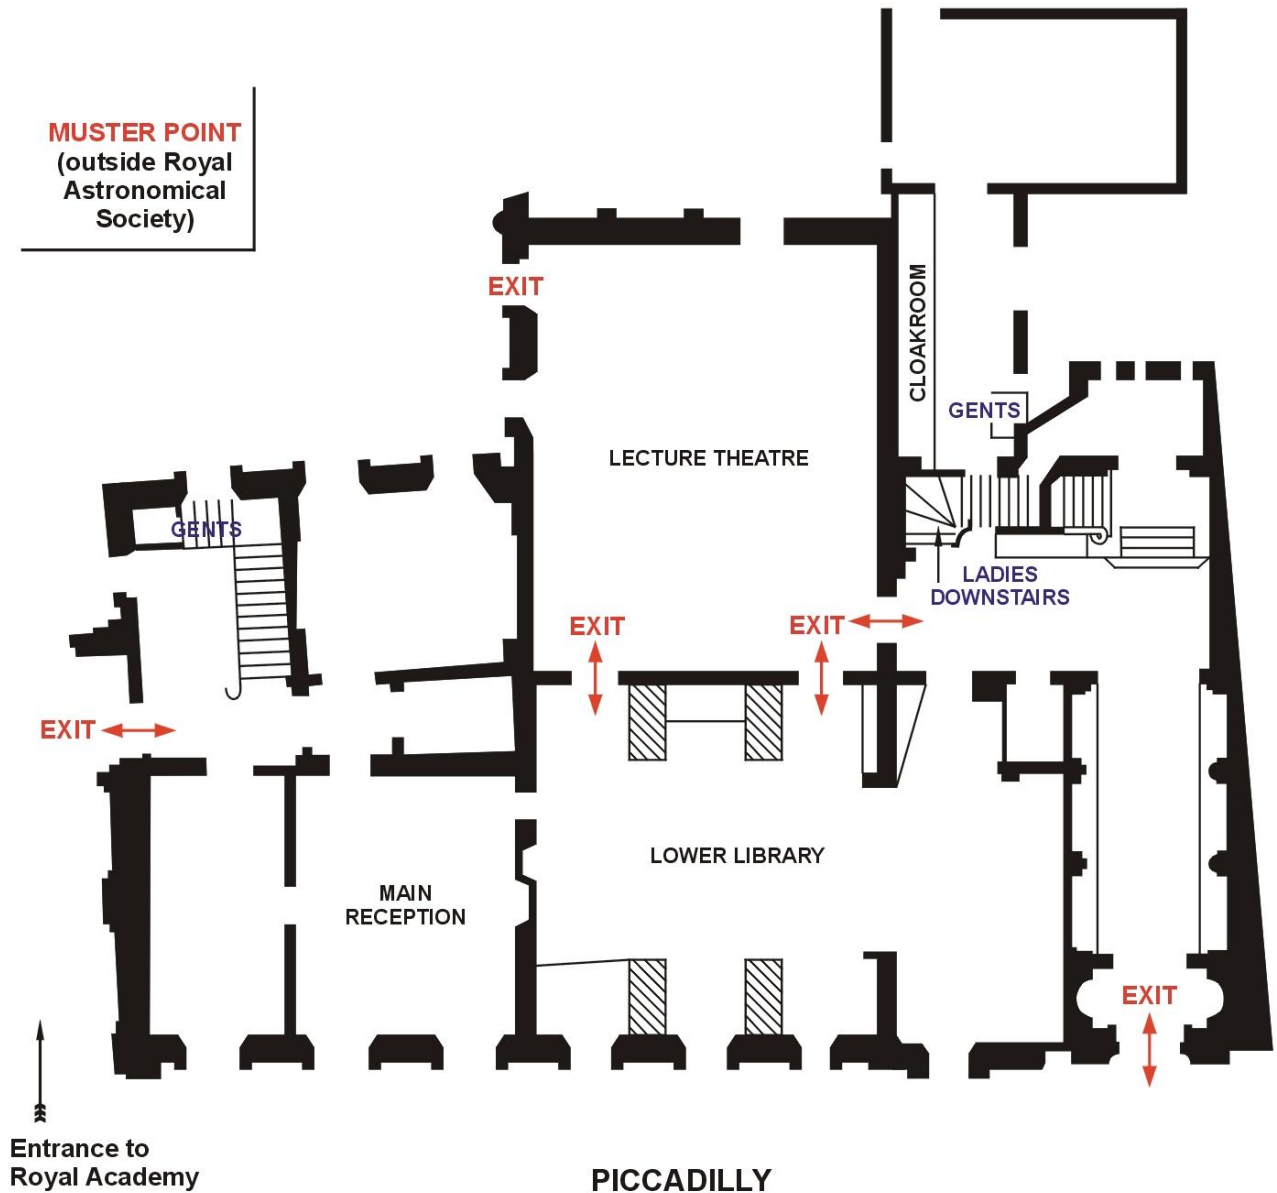 MUSTER POINT
(outside Royal
Astronomical
Society)
EXIT
CLOAKROOM
GENTS
LECTURE THEATRE
GENTS
LADIES
DOWNSTAIRS
EXIT
EXIT
EXIT
LOWER LIBRARY
MAIN
RECEPTION
EXIT
Entrance to
Royal Academy
PICCADILLY